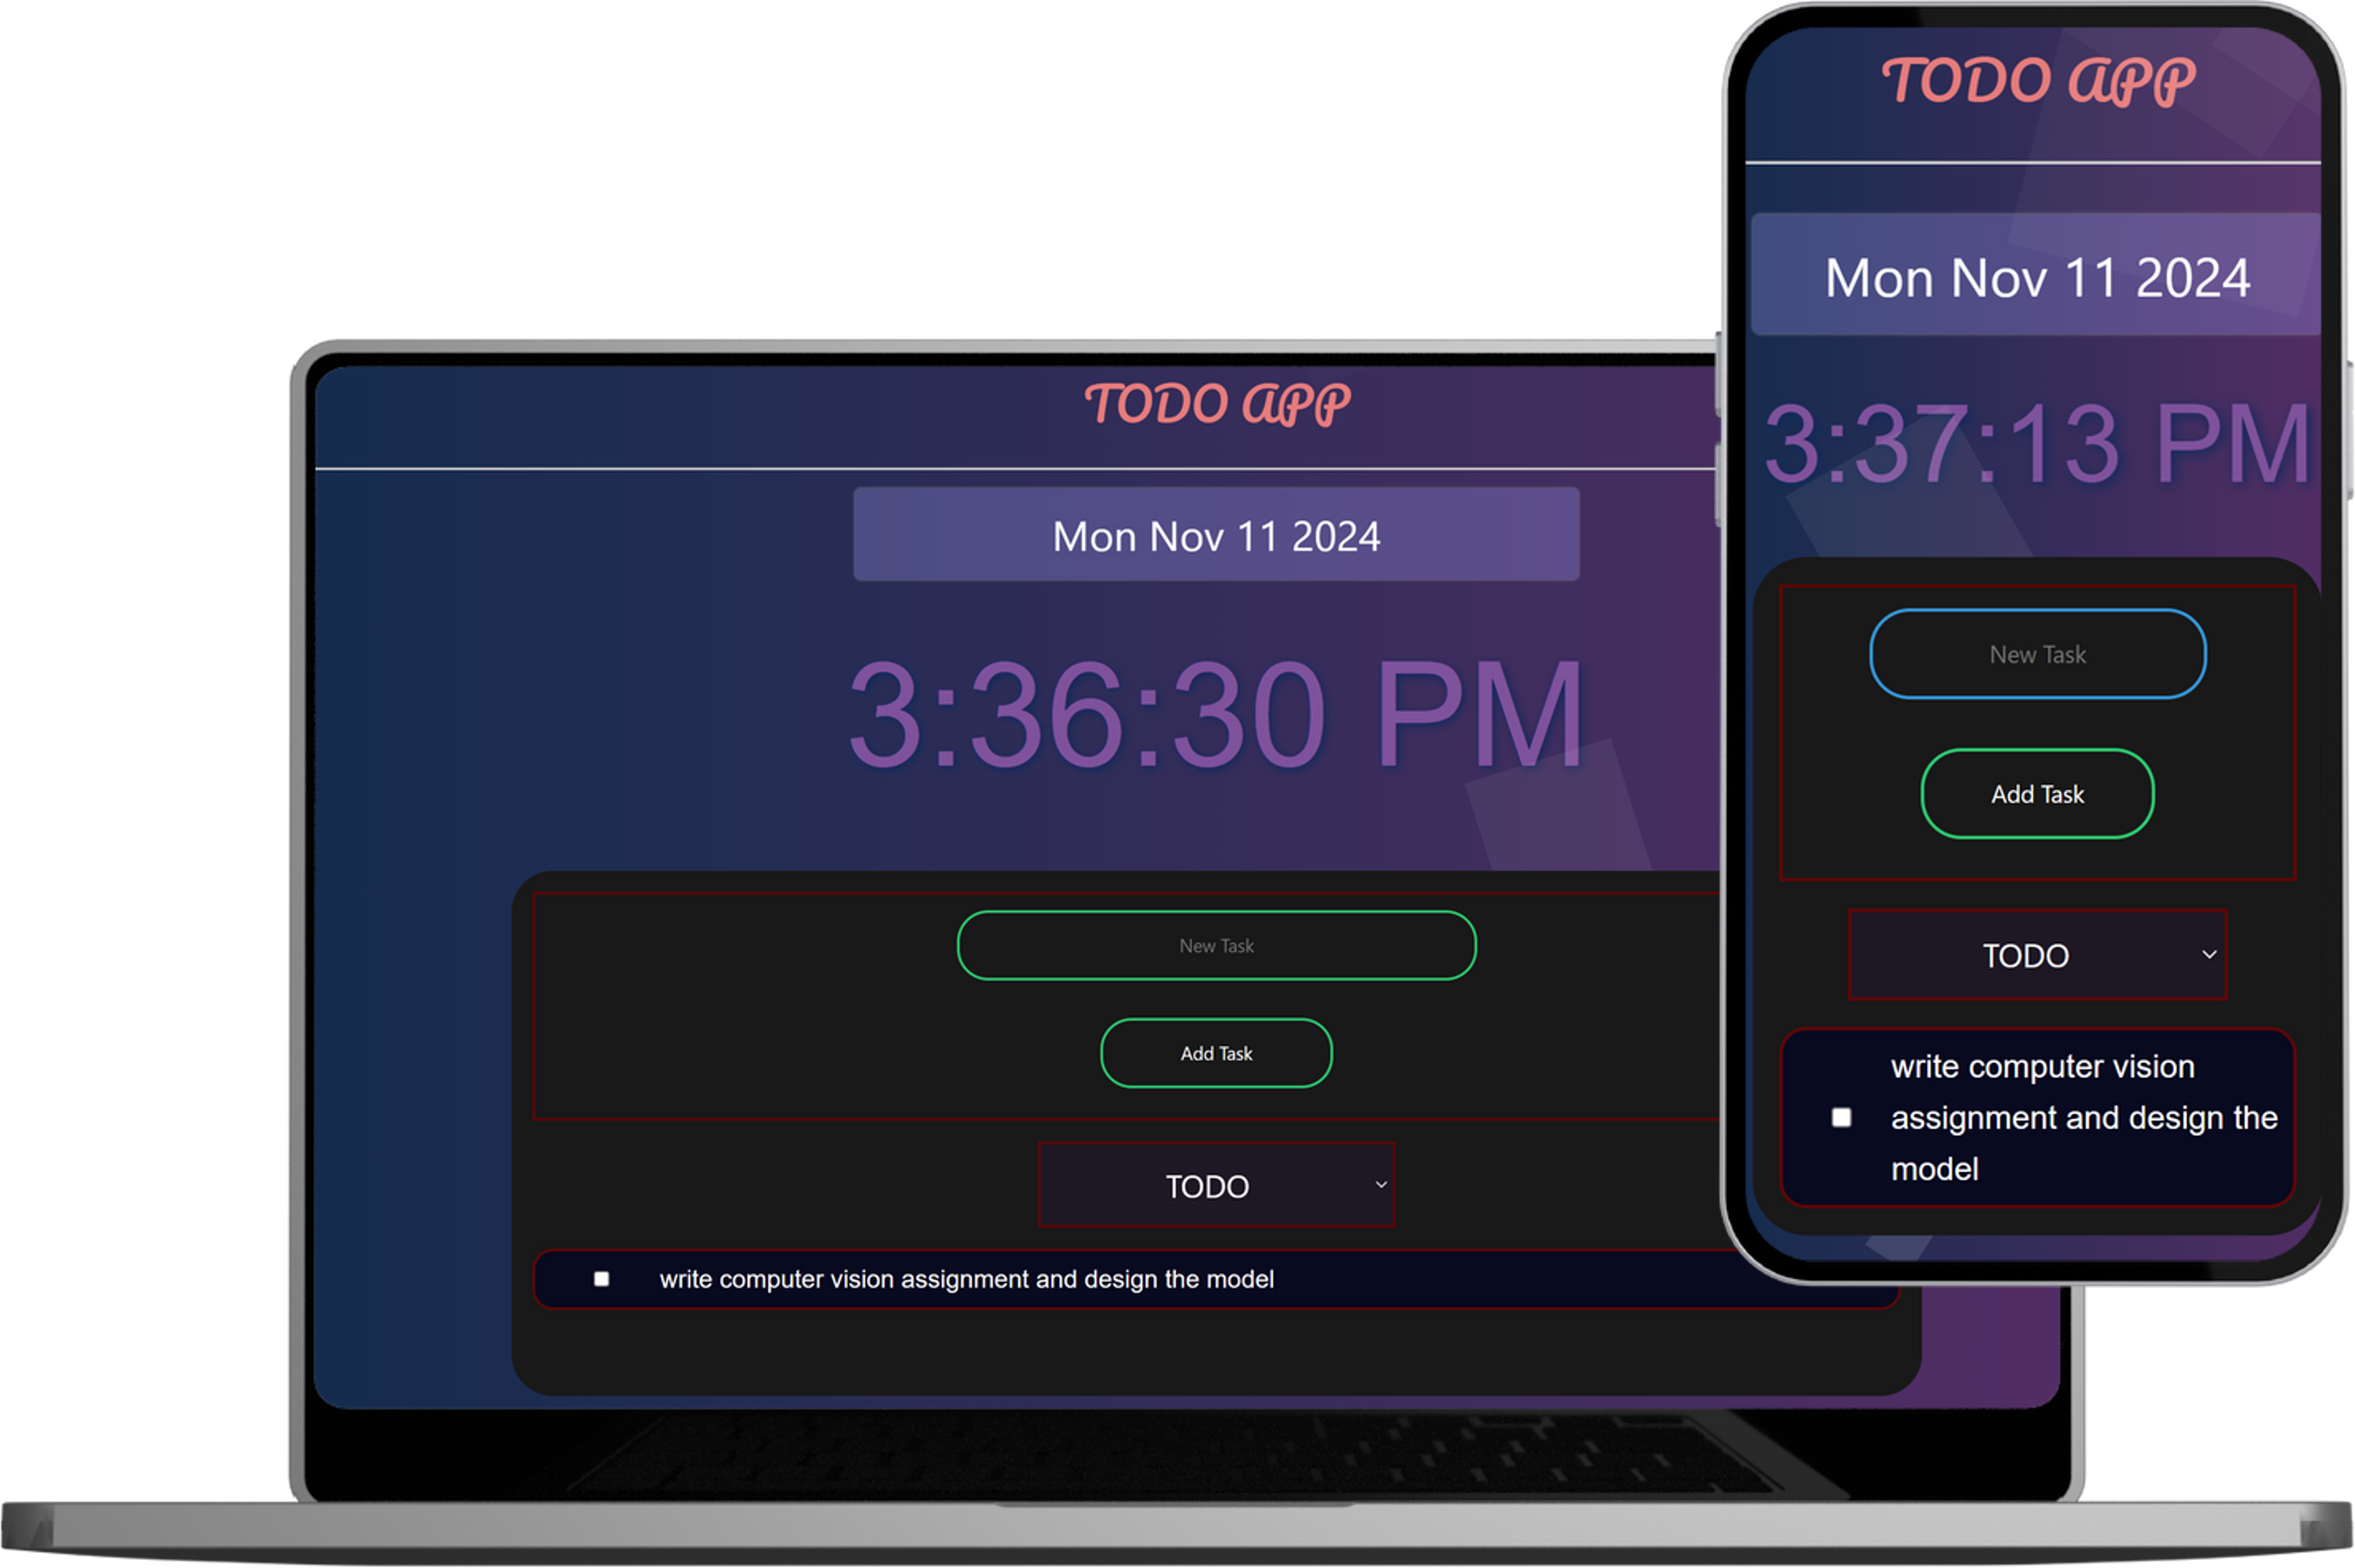 TODO APP
Mon Nov 11 2024
3:36:30 PM
New Task
Add Task
TODO
write computer vision assignment and design the model
TODO APP
Mon Nov 11 2024
3:37:13 PM
New Task
Add Task
TODO
write computer vision
assignment and design the
model